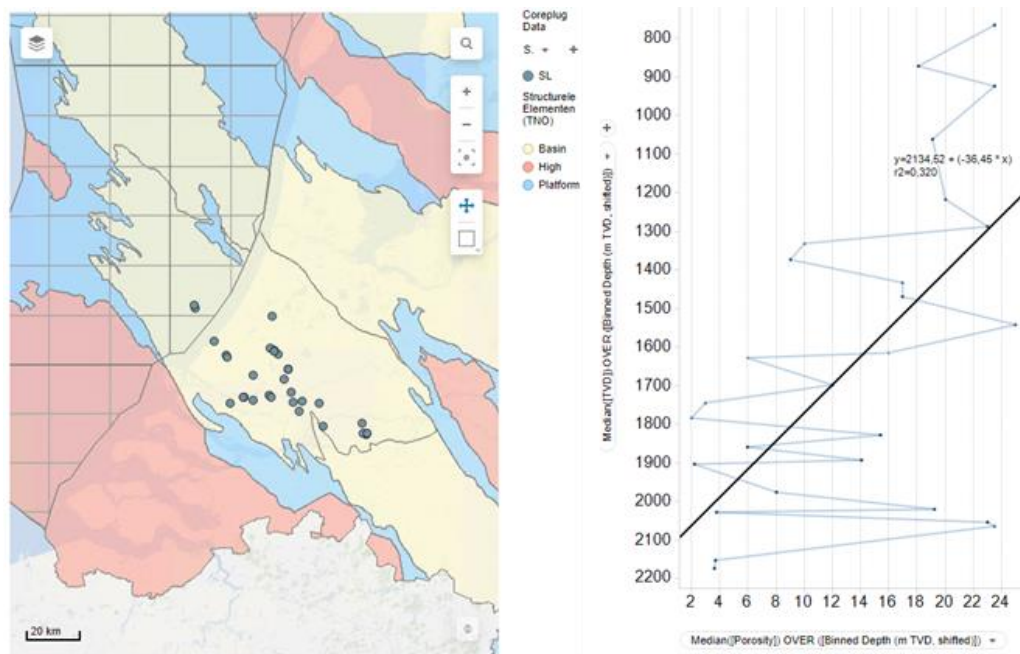 20 km
Coreplug
Data
S.
SL
Structurele
Elementen
(TNO)
Basin
High
Platform
Median([TVD]) OVER ([Binned Depth (m TVD, shifted)])
800
900
1000
1100
1200
1300
1400
1500
1600
1700
1800
1900
2000
2100
2200
y=2134,52 + (-36,45 * x)
r2=0,320
2 4 6 8 10 12 14 16 18 20 22 24
Median([Porosity]) OVER ([Binned Depth (m TVD, shifted)])